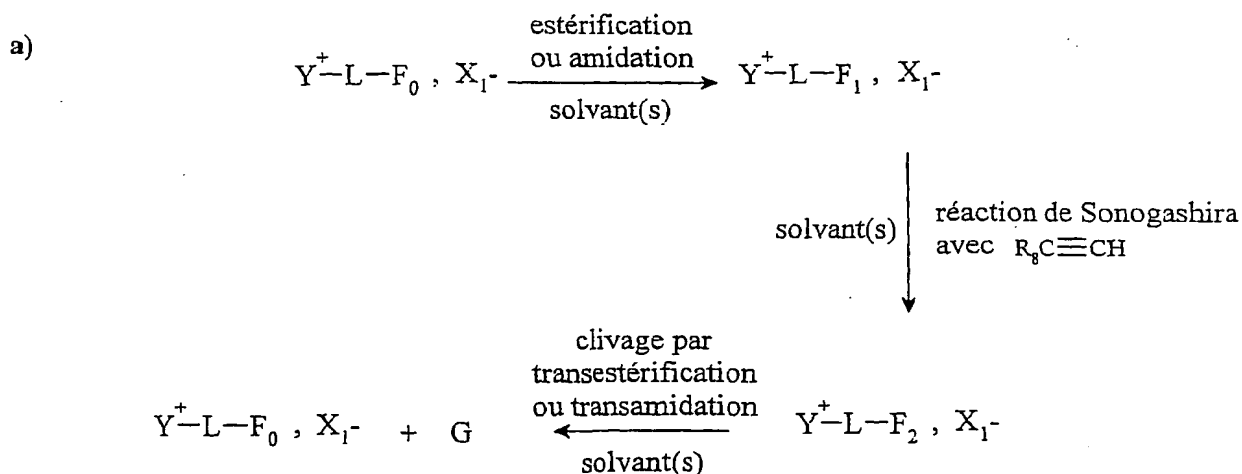 a)
estérification
ou amidation
Y⁺—L—F₀ , X₁- Y⁺—L—F₁ , X₁-
solvant(s)
solvant(s)
réaction de Sonogashira
avec R₈C≡CH
clivage par
transestérification
ou transamidation
Y⁺—L—F₀ , X₁- + G Y⁺—L—F₂ , X₁-
solvant(s)